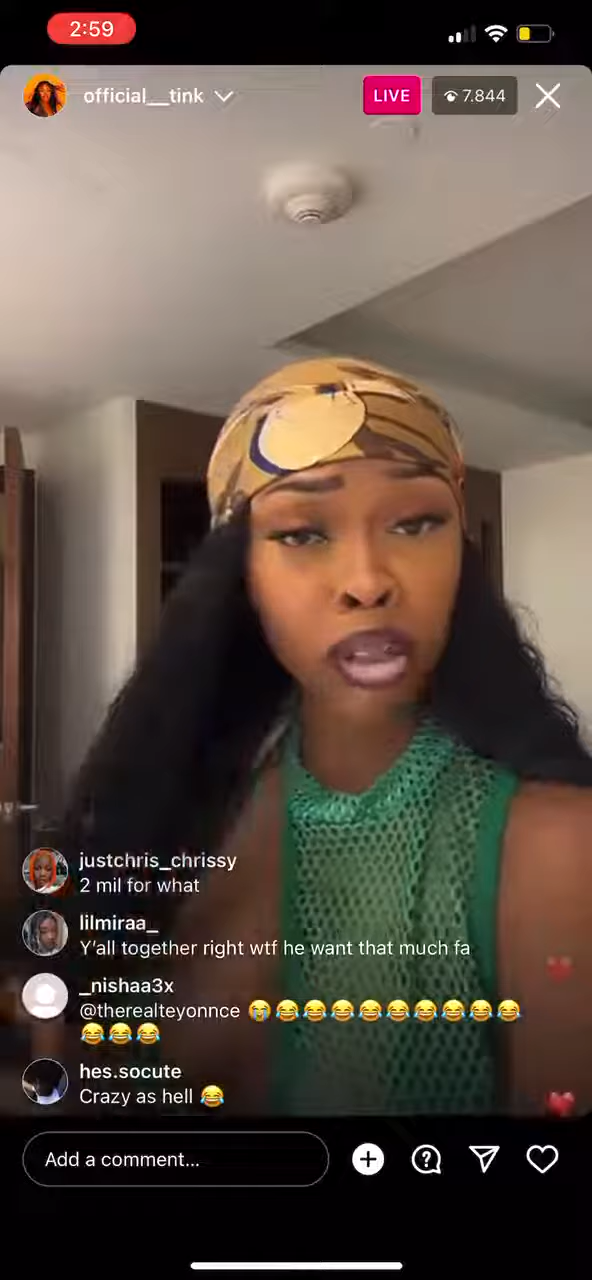 2:59
official__tink
LIVE
7.844
justchris_chrissy
2 mil for what
lilmiraa_
Y'all together right wtf he want that much fa
_nishaa3x
@therealteyonnce 😭😂😂😂😂😂😂😂😂😂
😂😂😂
hes.socute
Crazy as hell 😂
Add a comment...